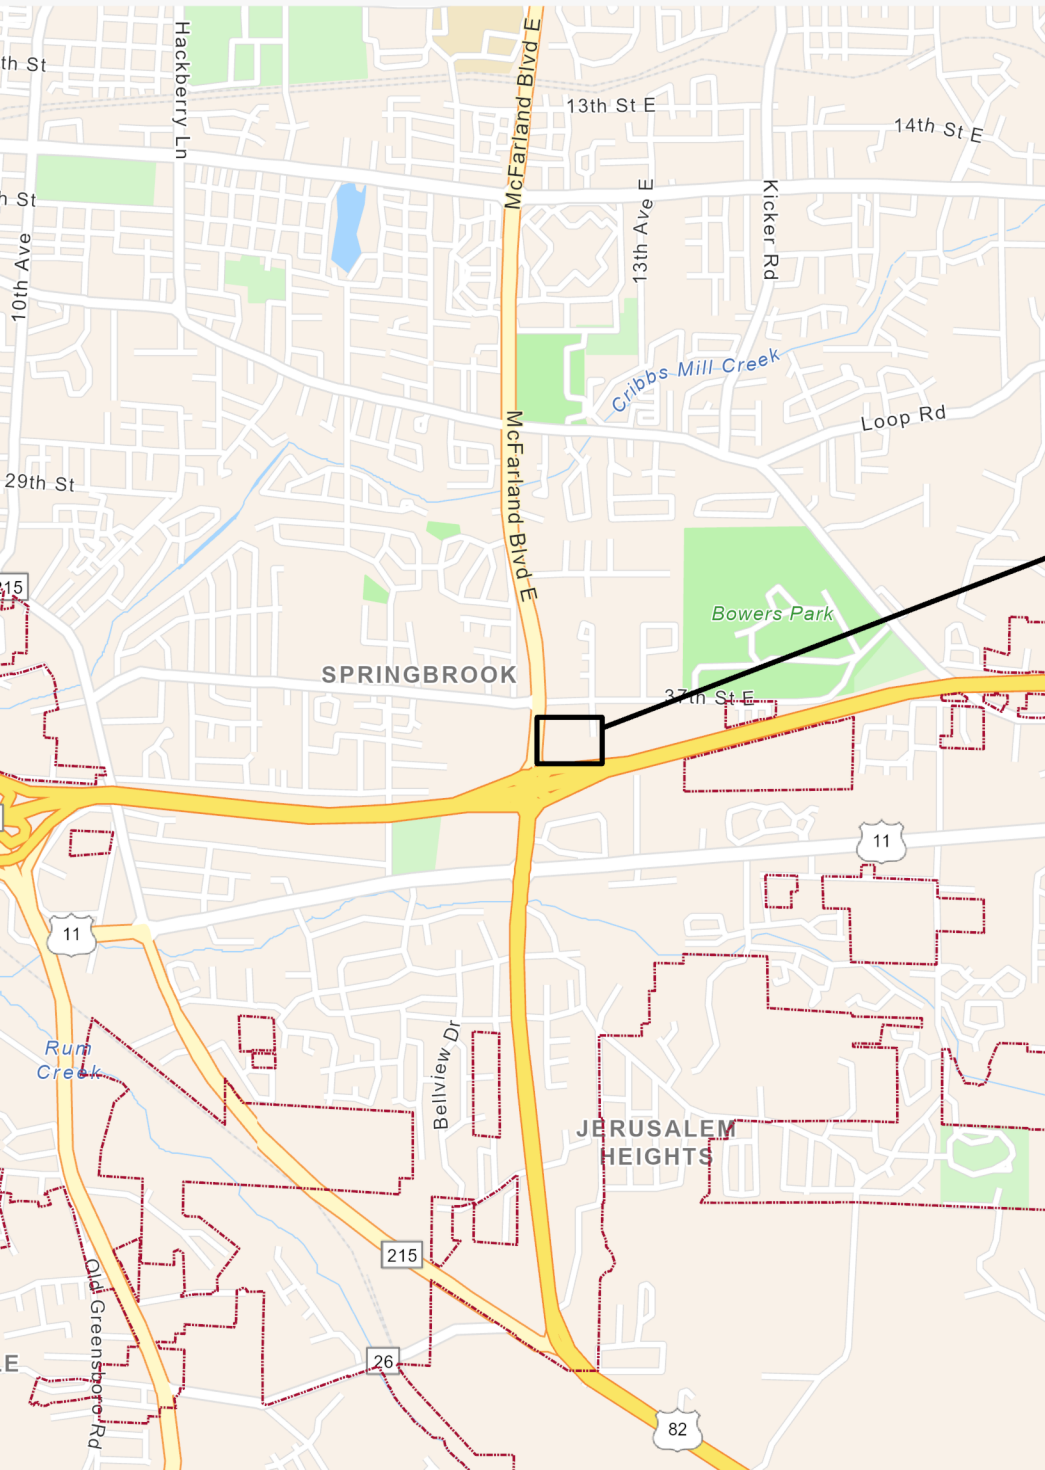 Hackberry Ln
McFarland Blvd E
th St
13th St E
14th St E
h St
13th Ave E
Kicker Rd
10th Ave
Cribbs Mill Creek
McFarland Blvd E
Loop Rd
29th St
215
Bowers Park
SPRINGBROOK
37th St E
11
11
Rum
Creek
Bellview Dr
JERUSALEM
HEIGHTS
215
Old Greensboro Rd
26
LE
82